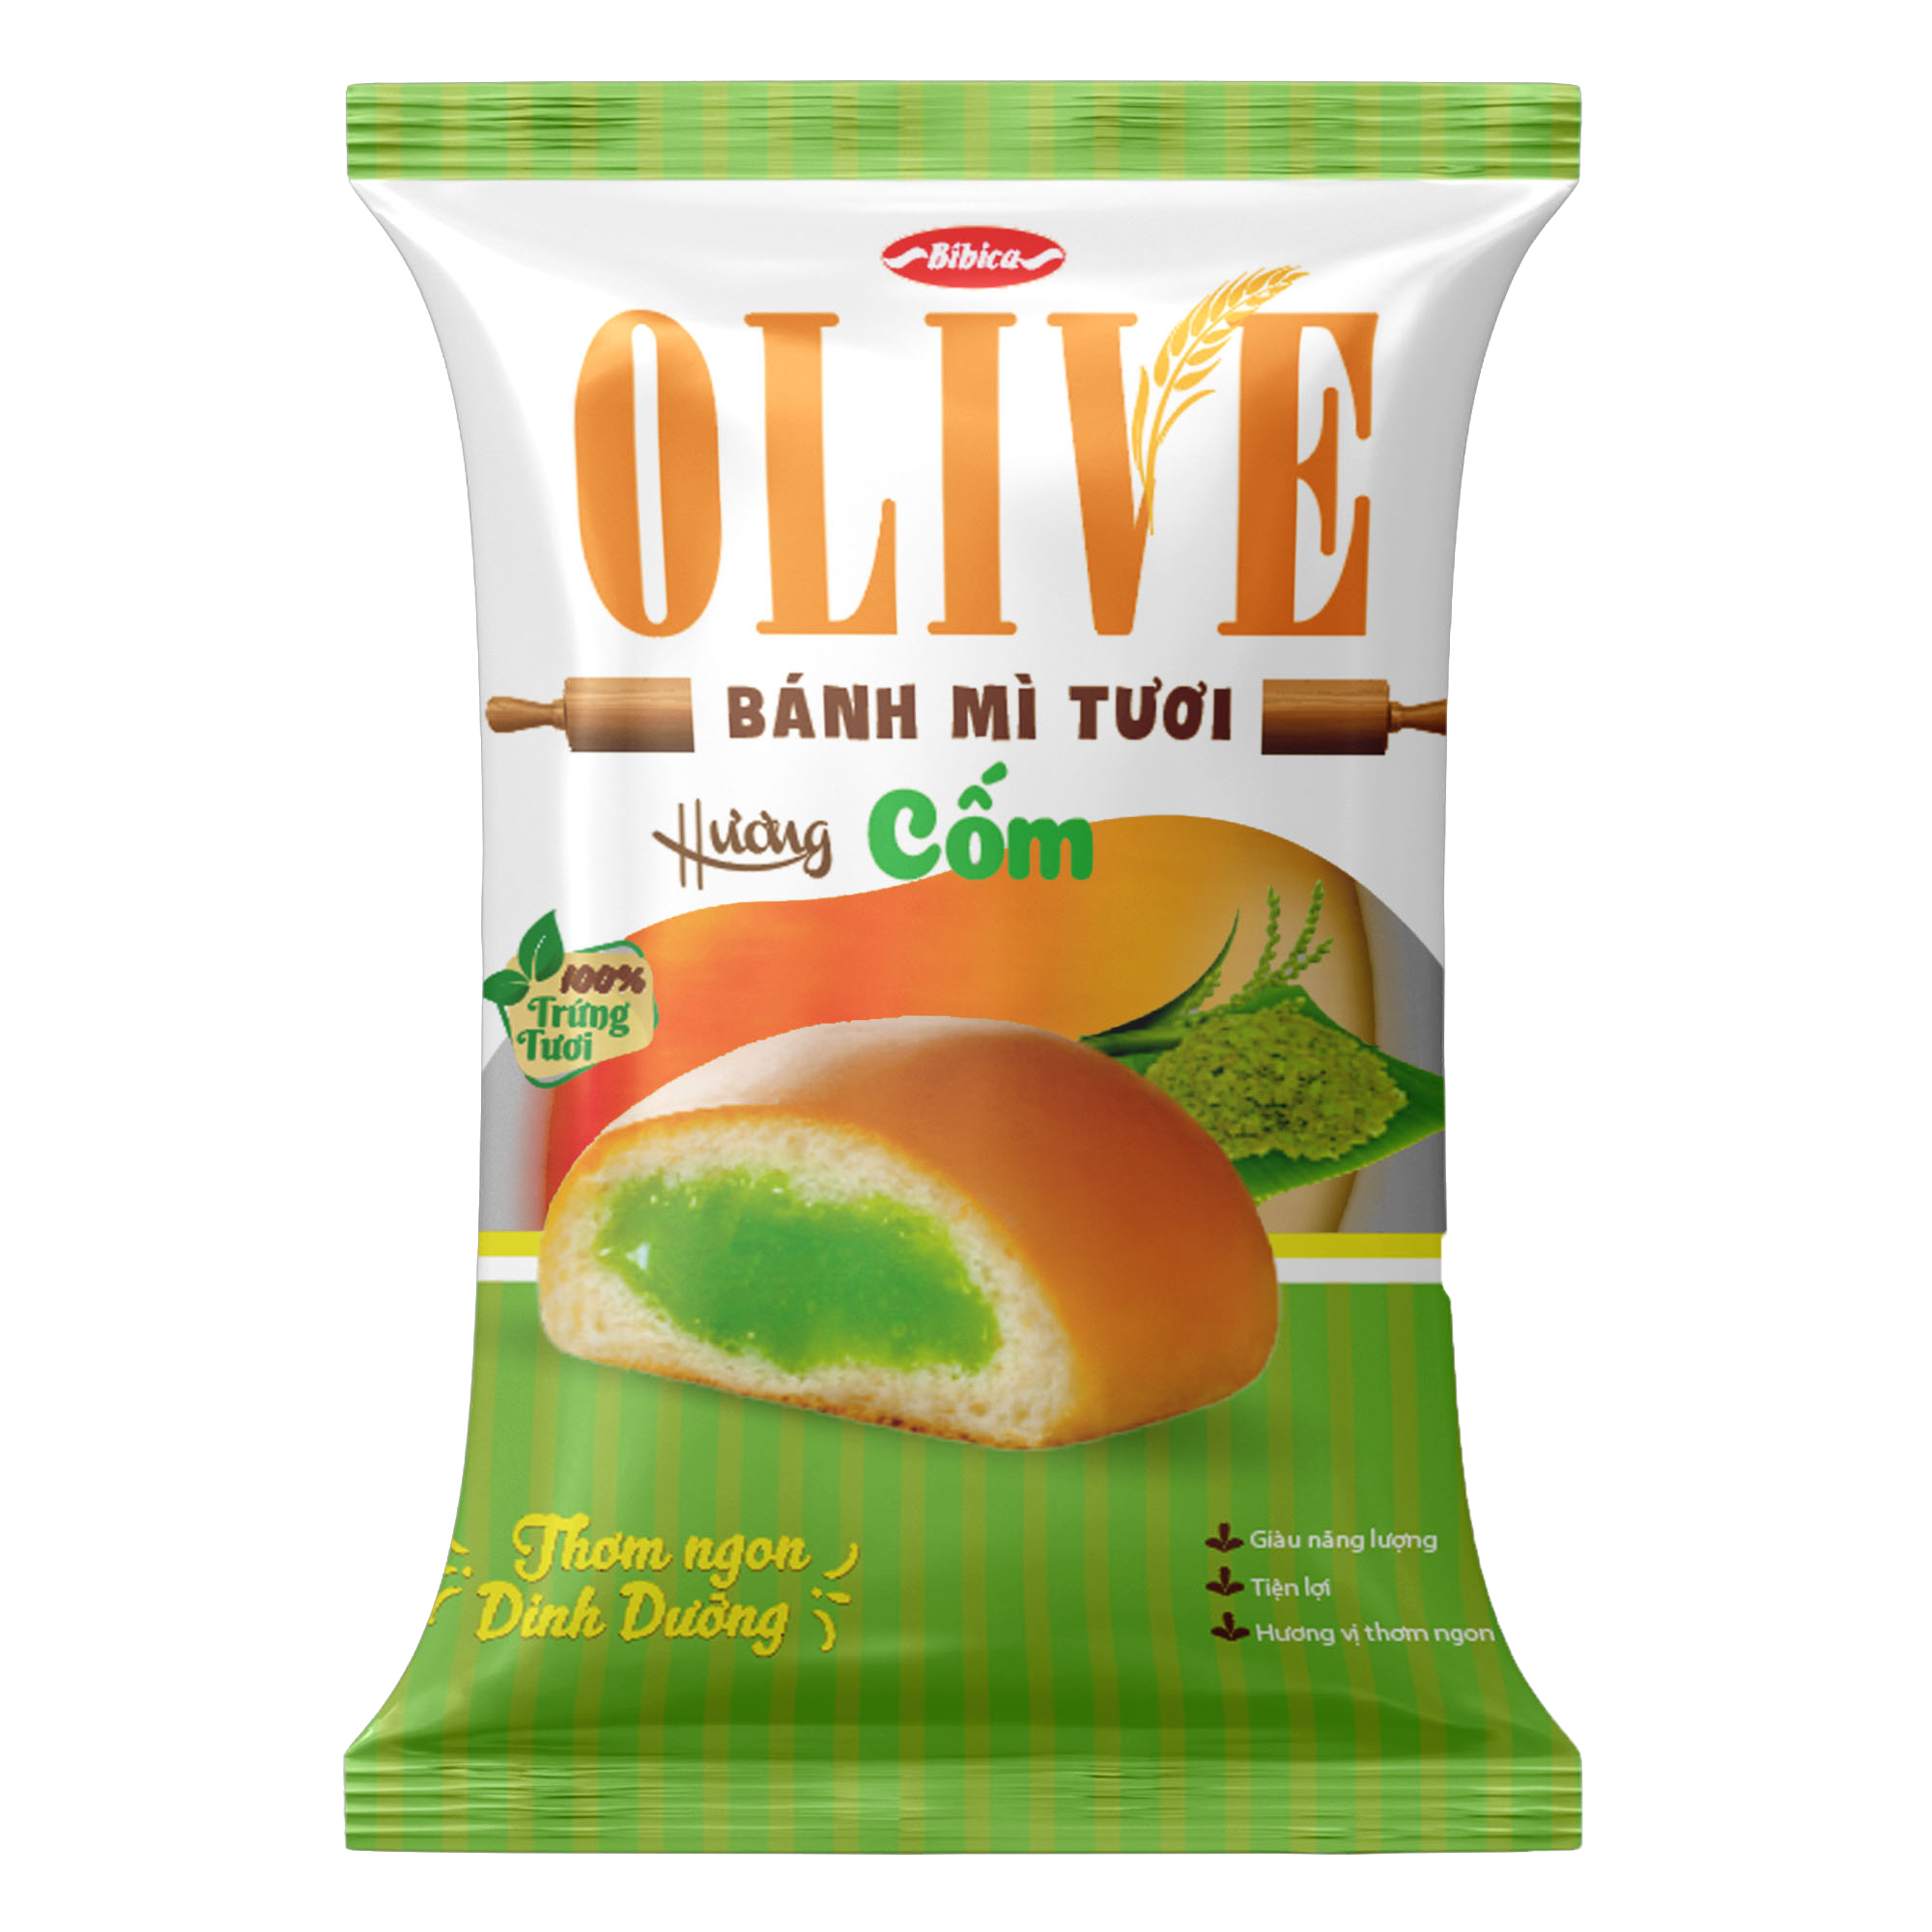 Bibica
OLIVE
BÁNH MÌ TƯƠI
Hương Cốm
100%
Trứng
Tươi
Thơm ngon
Dinh Dưỡng
Giàu năng lượng
Tiện lợi
Hương vị thơm ngon